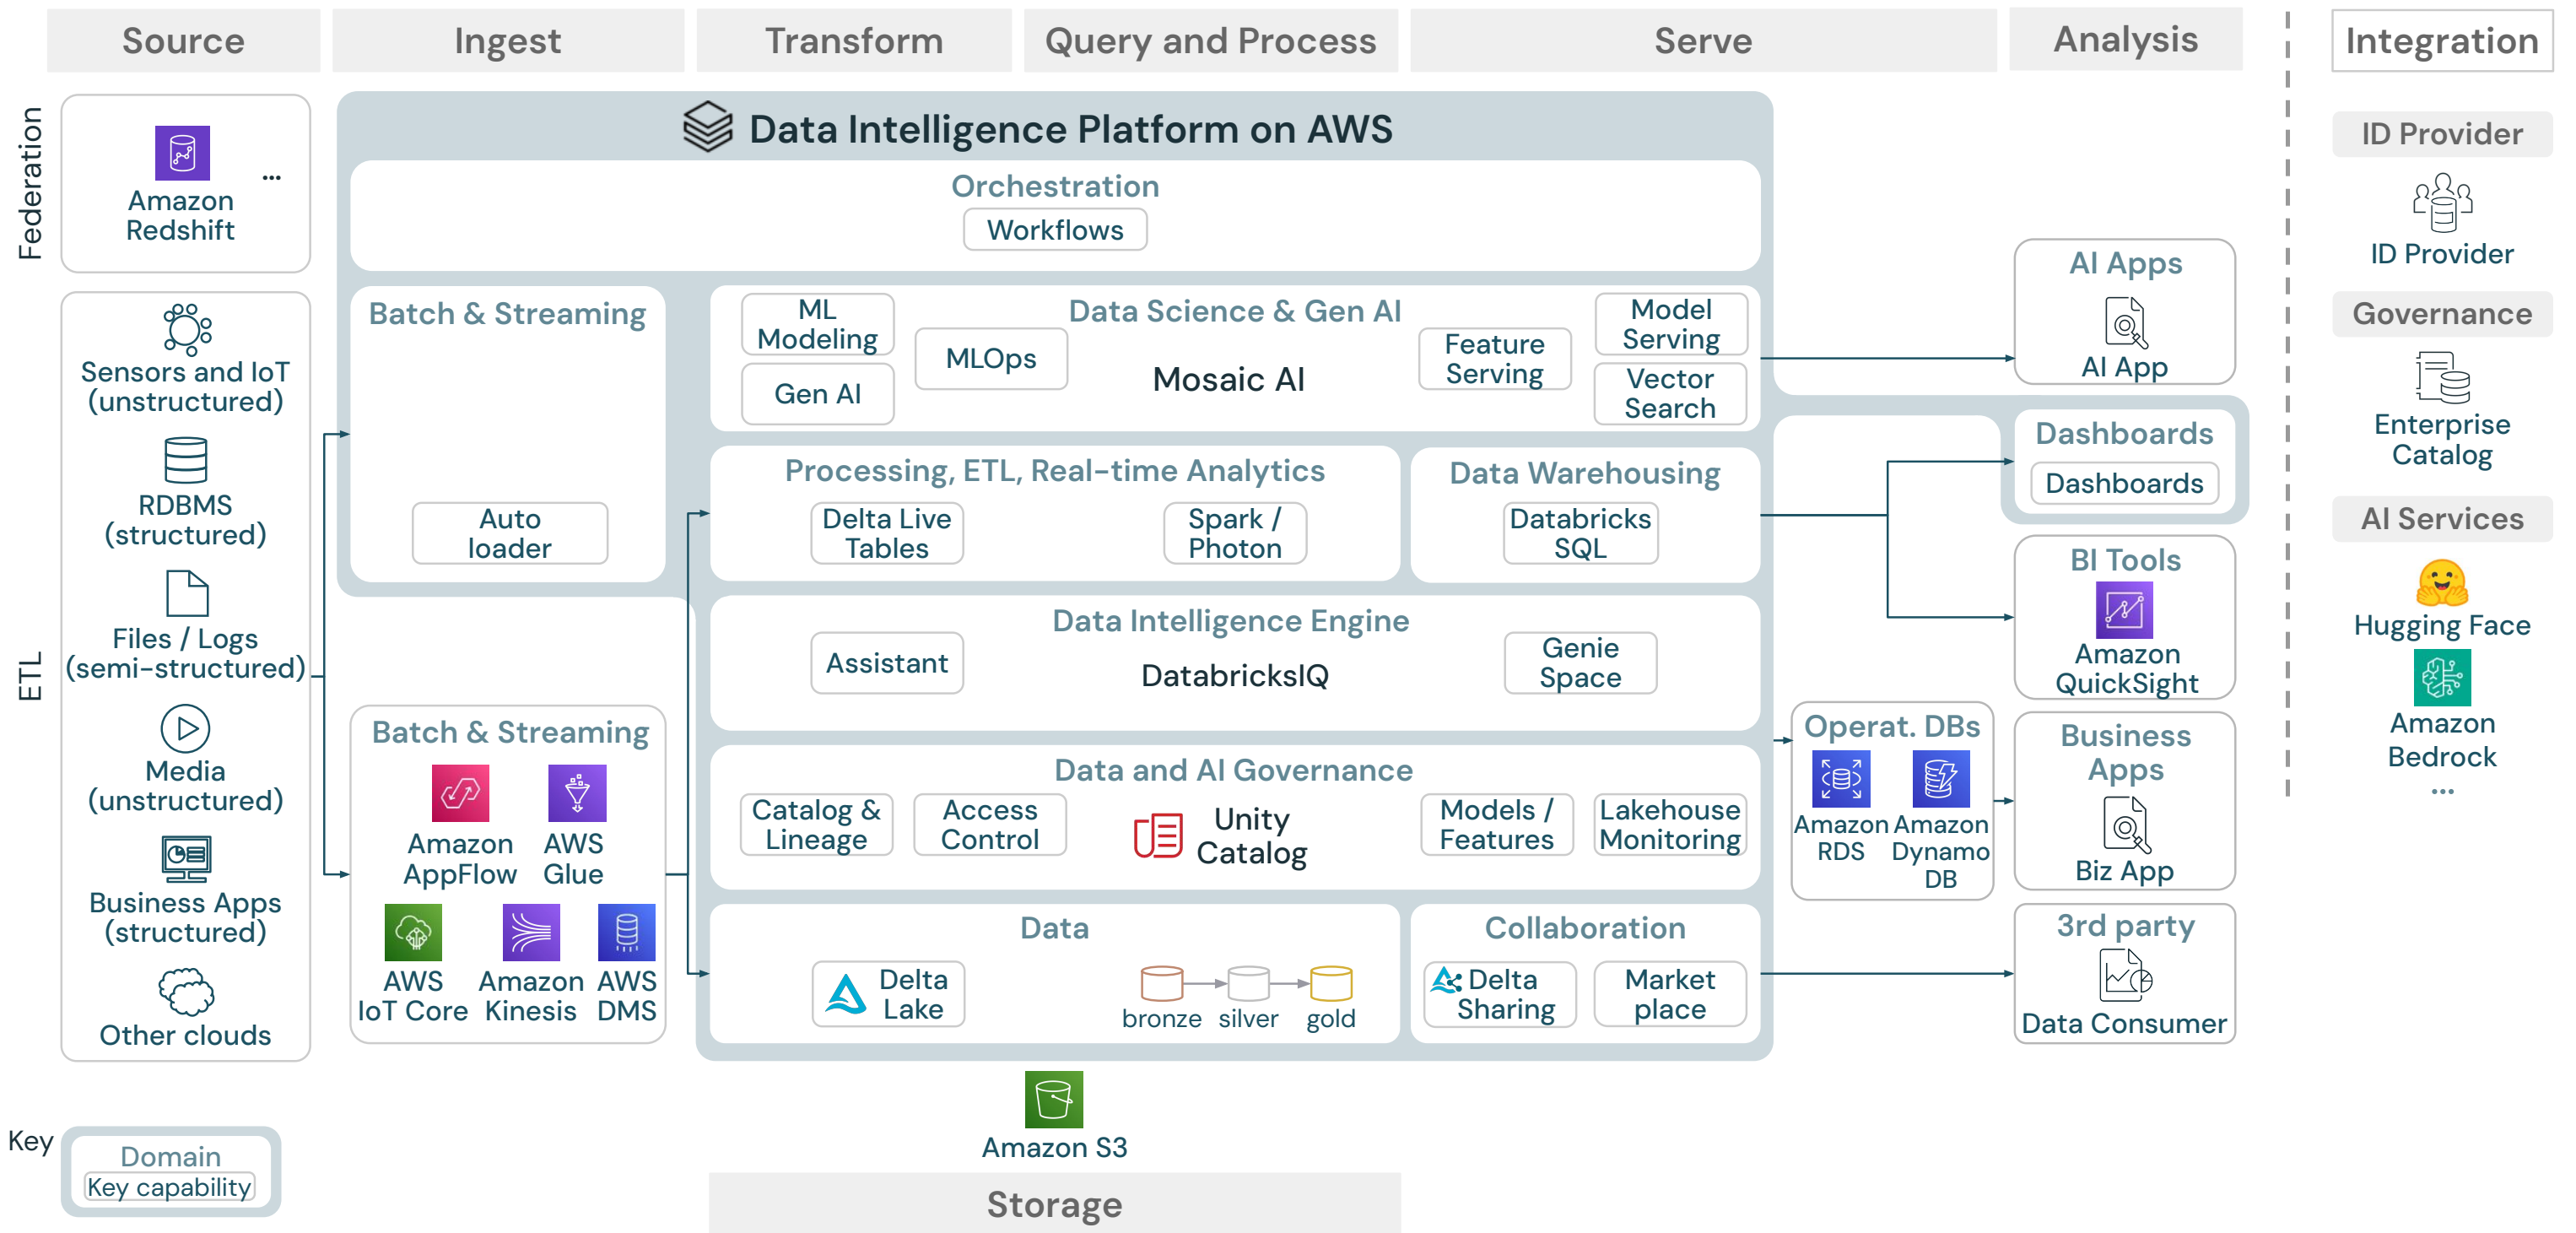 Source
Ingest
Transform
Query and Process
Serve
Analysis
Integration
Federation
Amazon
Redshift
...
ETL
Sensors and IoT
(unstructured)
RDBMS
(structured)
Files / Logs
(semi-structured)
Media
(unstructured)
Business Apps
(structured)
Other clouds
Data Intelligence Platform on AWS
Orchestration
Workflows
Batch & Streaming
Auto
loader
Batch & Streaming
Amazon
AppFlow
AWS
Glue
AWS
IoT Core
Amazon
Kinesis
AWS
DMS
Data Science & Gen AI
ML
Modeling
Gen AI
MLOps
Mosaic AI
Feature
Serving
Model
Serving
Vector
Search
Processing, ETL, Real-time Analytics
Delta Live
Tables
Spark /
Photon
Data Warehousing
Databricks
SQL
Data Intelligence Engine
Assistant
DatabricksIQ
Genie
Space
Data and AI Governance
Catalog &
Lineage
Access
Control
Unity
Catalog
Models /
Features
Lakehouse
Monitoring
Data
Delta
Lake
bronze
silver
gold
Collaboration
Delta
Sharing
Market
place
Operat. DBs
Amazon
RDS
Amazon
Dynamo
DB
AI Apps
AI App
Dashboards
Dashboards
BI Tools
Amazon
QuickSight
Business
Apps
Biz App
3rd party
Data Consumer
ID Provider
ID Provider
Governance
Enterprise
Catalog
AI Services
Hugging Face
Amazon
Bedrock
...
Amazon S3
Storage
Key
Domain
Key capability